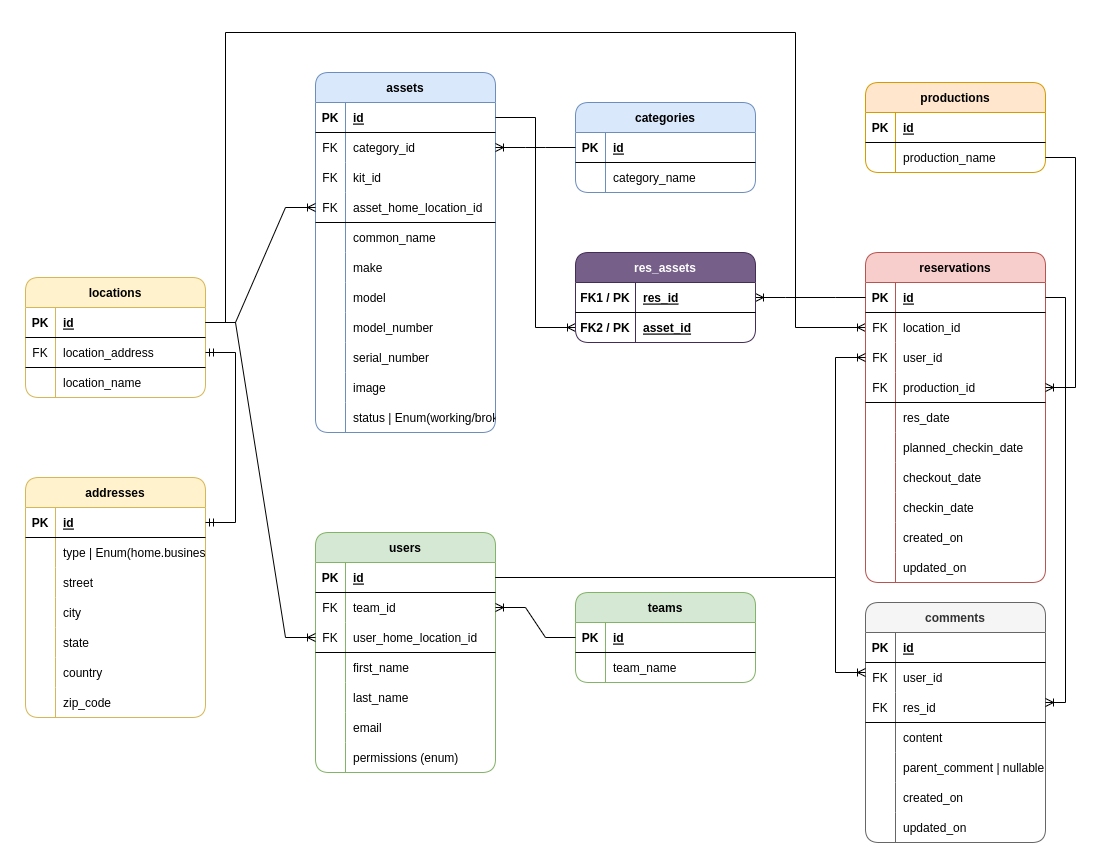 assets
PK id
FK category_id
FK kit_id
FK asset_home_location_id
common_name
make
model
model_number
serial_number
image
status | Enum(working/brok
categories
PK id
category_name
productions
PK id
production_name
res_assets
FK1 / PK res_id
FK2 / PK asset_id
reservations
PK id
FK location_id
FK user_id
FK production_id
res_date
planned_checkin_date
checkout_date
checkin_date
created_on
updated_on
locations
PK id
FK location_address
location_name
addresses
PK id
type | Enum(home.busines
street
city
state
country
zip_code
users
PK id
FK team_id
FK user_home_location_id
first_name
last_name
email
permissions (enum)
teams
PK id
team_name
comments
PK id
FK user_id
FK res_id
content
parent_comment | nullable
created_on
updated_on